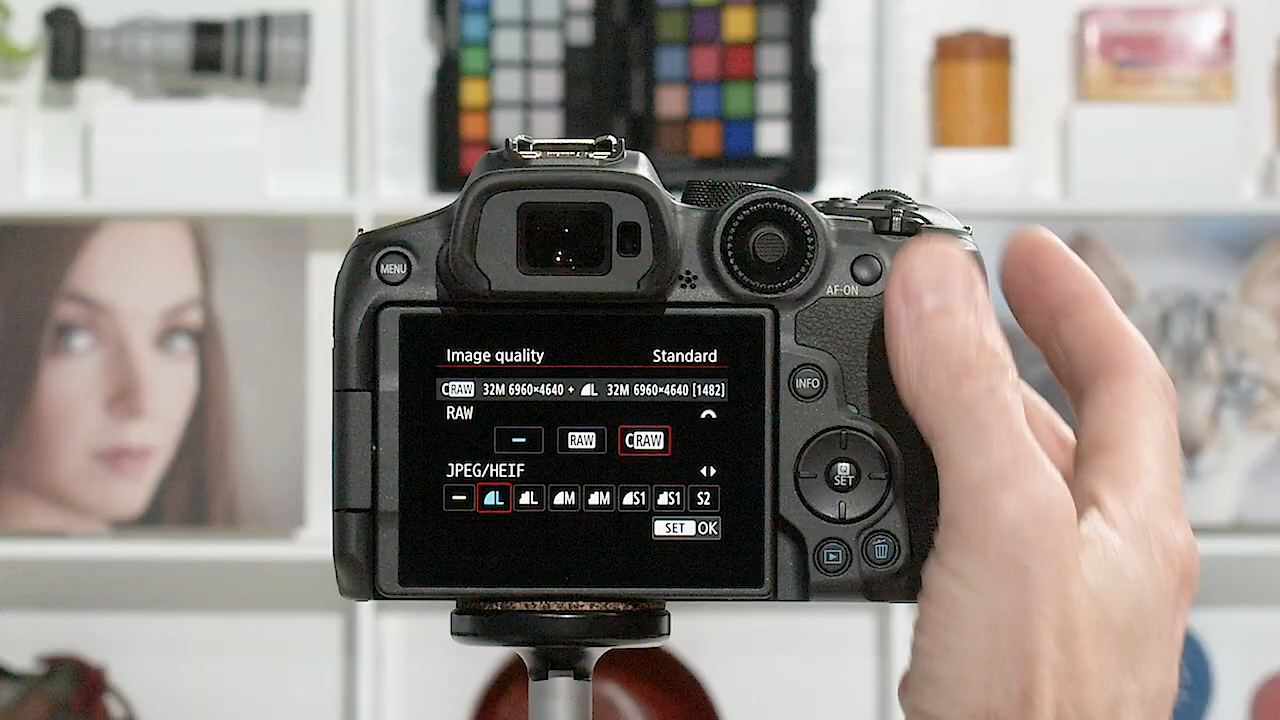 MENU
AF-ON
Image quality Standard
CRAW 32M 6960×4640 + L 32M 6960×4640 [1482]
RAW
INFO
– RAW CRAW
JPEG/HEIF
Q
SET
– L L M M S1 S1 S2
SET OK